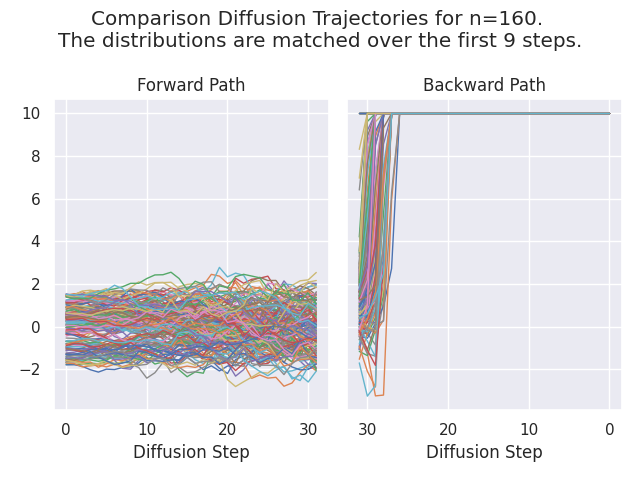 Comparison Diffusion Trajectories for n=160.
The distributions are matched over the first 9 steps.
Forward Path
Backward Path
10
8
6
4
2
0
−2
0
10
20
30
30
20
10
0
Diffusion Step
Diffusion Step